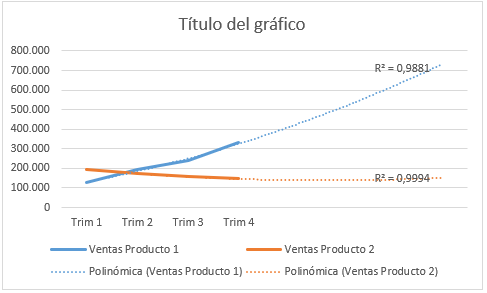 Título del gráfico
800.000
700.000
600.000
500.000
400.000
300.000
200.000
100.000
0
R² = 0,9881
R² = 0,9994
Trim 1 Trim 2 Trim 3 Trim 4
Ventas Producto 1 Ventas Producto 2
Polinómica (Ventas Producto 1) Polinómica (Ventas Producto 2)